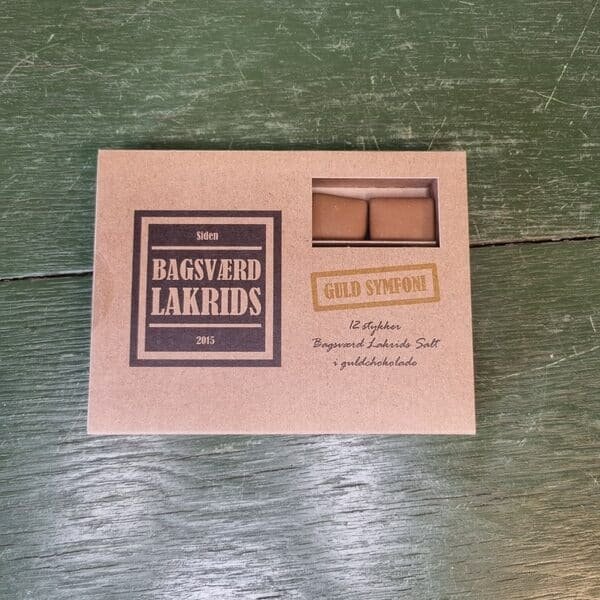 Siden
BAGSVÆRD
LAKRIDS
2015
GULD SYMFONI
12 stykker
Bagsværd Lakrids Salt
i guldchokolade